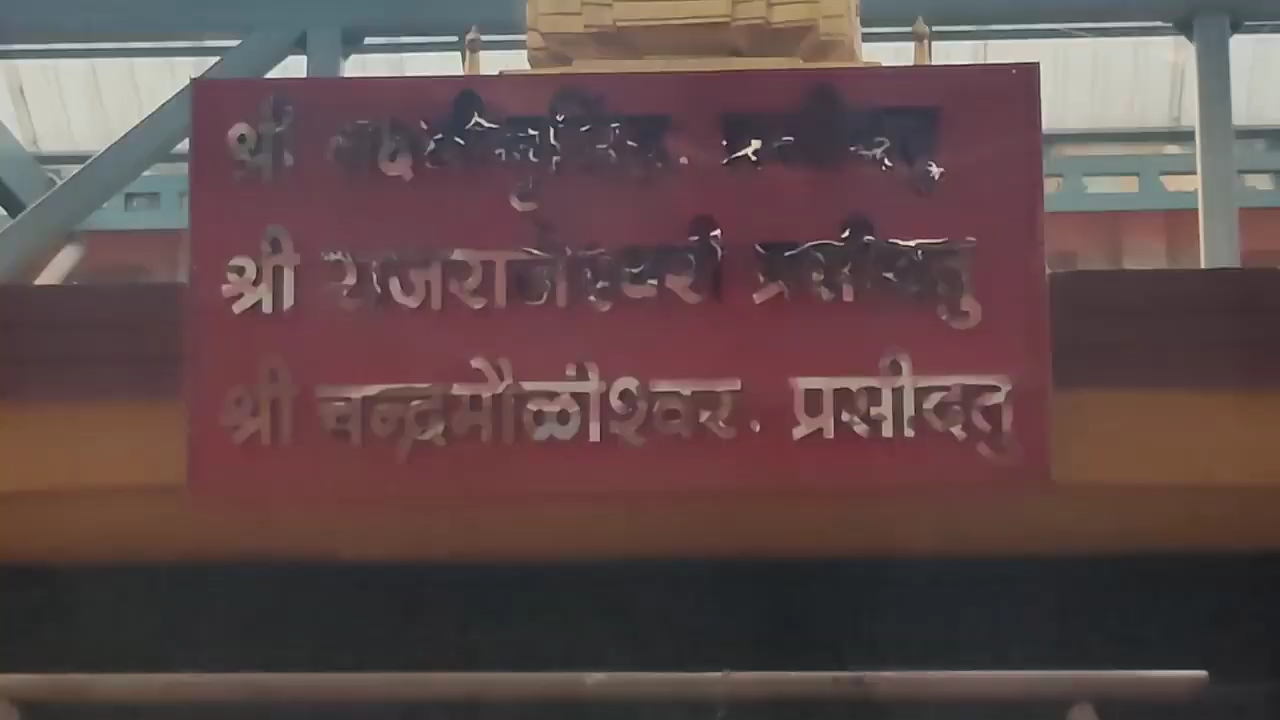 श्री
श्री राजराजेश्वरी प्रसीदतु
श्री चन्द्रमौळीश्वर. प्रसीदतु